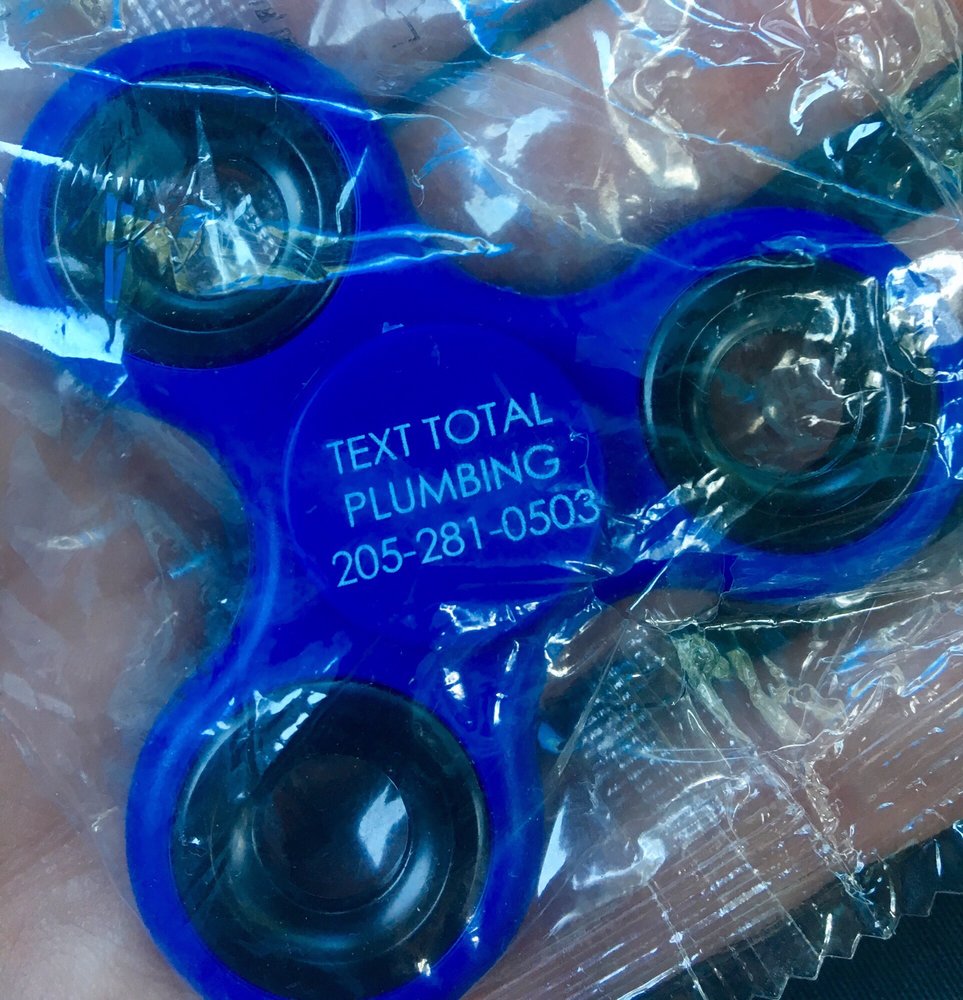 TEXT TOTAL
PLUMBING
205-281-0503